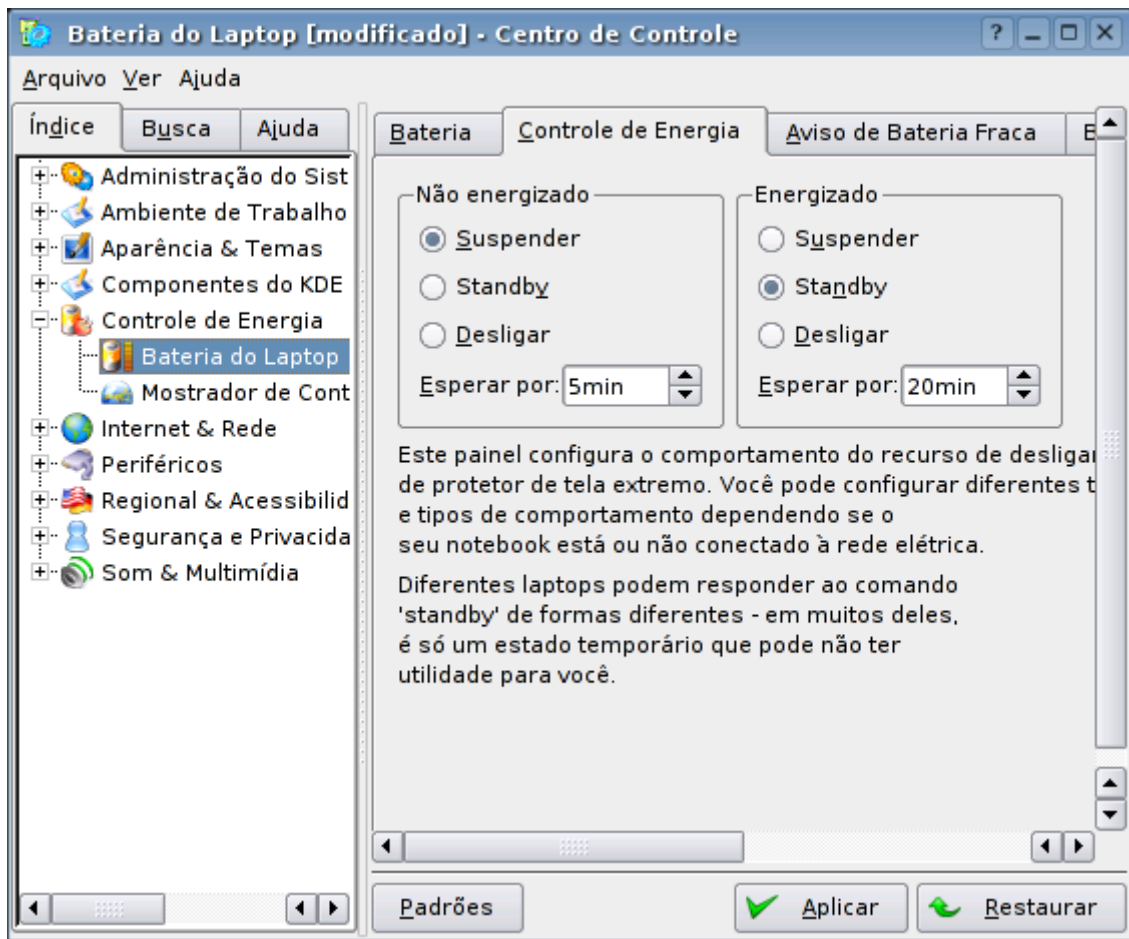 Bateria do Laptop [modificado] - Centro de Controle
Arquivo Ver Ajuda
Índice Busca Ajuda
Administração do Sist
Ambiente de Trabalho
Aparência & Temas
Componentes do KDE
Controle de Energia
Bateria do Laptop
Mostrador de Cont
Internet & Rede
Periféricos
Regional & Acessibilid
Segurança e Privacida
Som & Multimídia
Bateria Controle de Energia Aviso de Bateria Fraca
Não energizado
Suspender
Standby
Desligar
Esperar por: 5min
Energizado
Suspender
Standby
Desligar
Esperar por: 20min
Este painel configura o comportamento do recurso de desligar
de protetor de tela extremo. Você pode configurar diferentes t
e tipos de comportamento dependendo se o
seu notebook está ou não conectado à rede elétrica.
Diferentes laptops podem responder ao comando
'standby' de formas diferentes - em muitos deles,
é só um estado temporário que pode não ter
utilidade para você.
Padrões Aplicar Restaurar